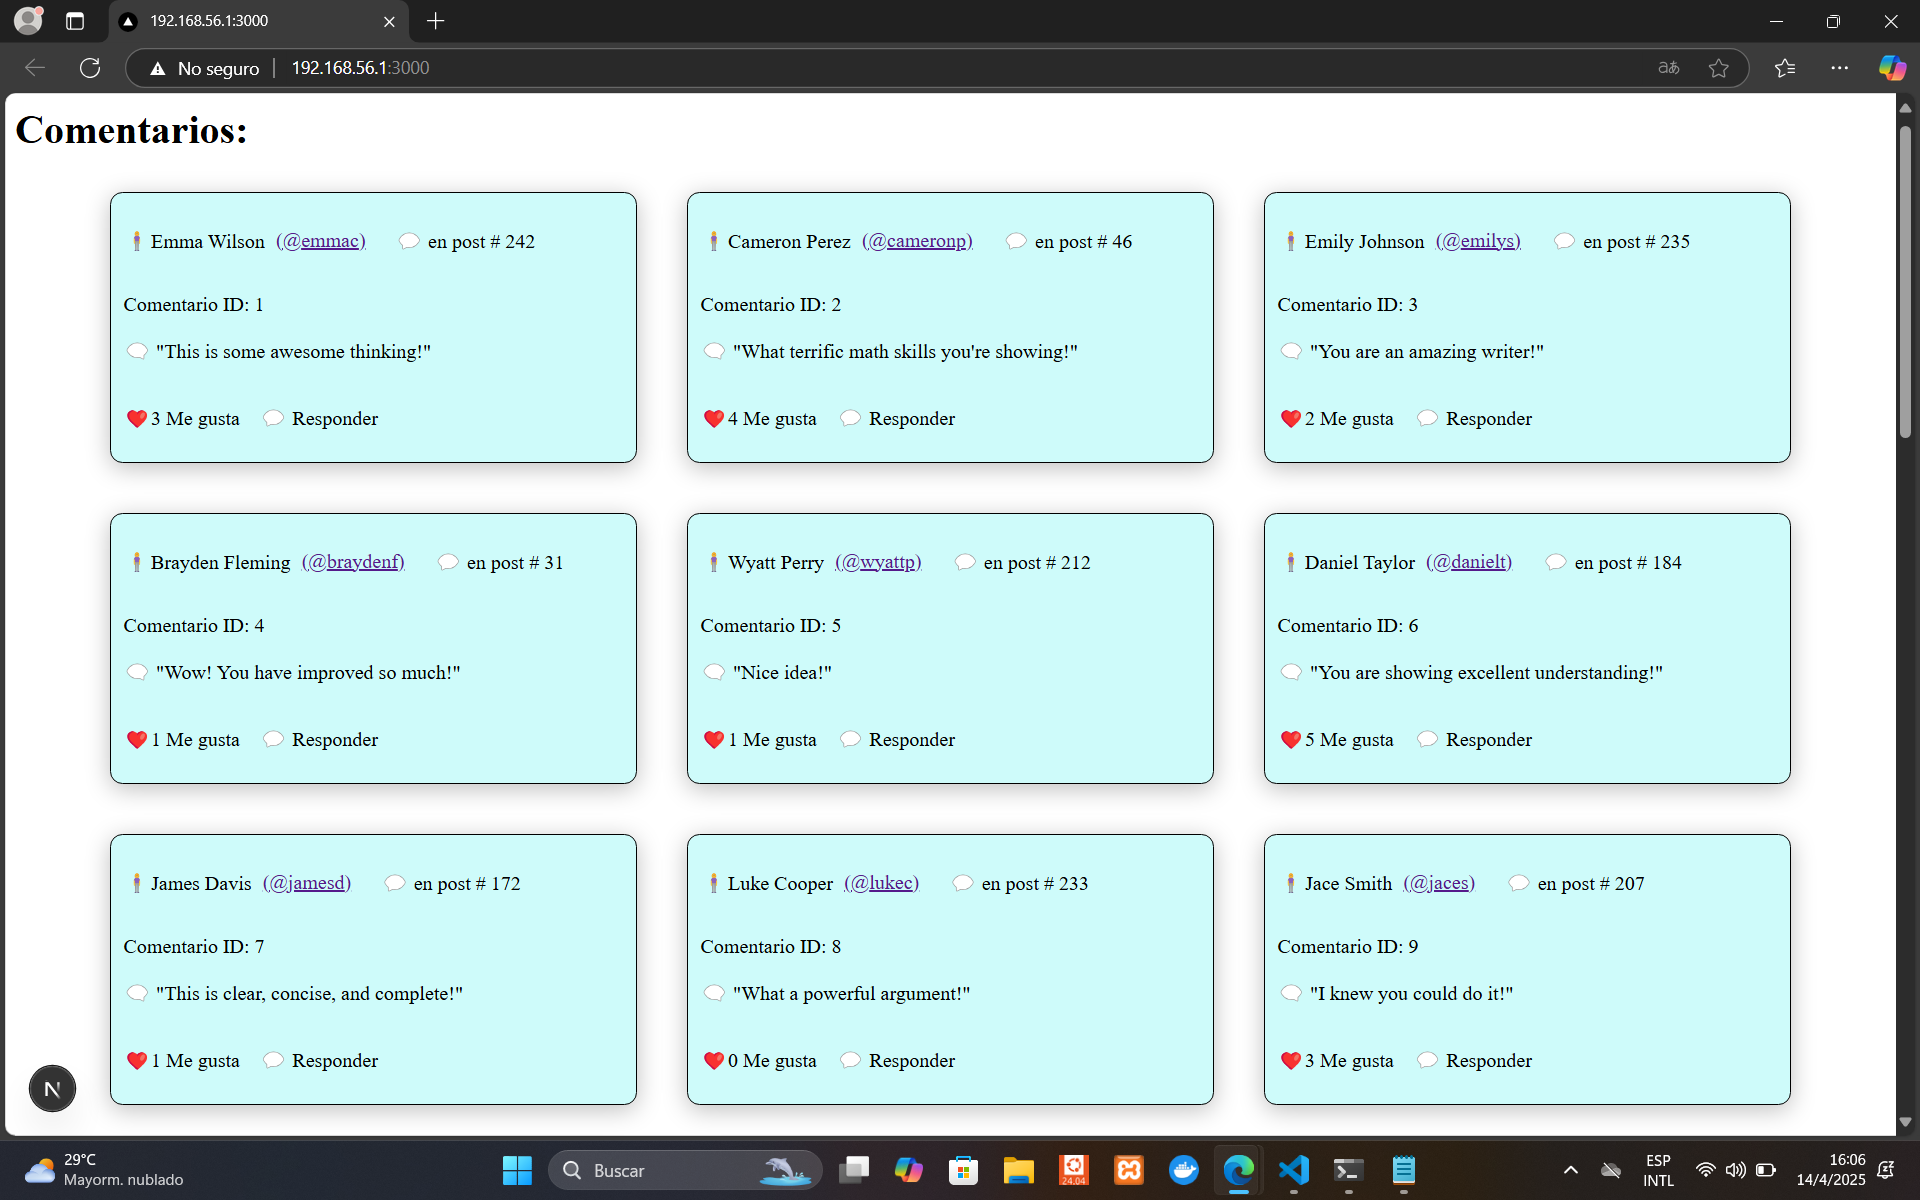 192.168.56.1:3000
No seguro
192.168.56.1:3000
aあ
Comentarios:
Emma Wilson (@emmac) en post # 242
Comentario ID: 1
"This is some awesome thinking!"
3 Me gusta Responder
Cameron Perez (@cameronp) en post # 46
Comentario ID: 2
"What terrific math skills you're showing!"
4 Me gusta Responder
Emily Johnson (@emilys) en post # 235
Comentario ID: 3
"You are an amazing writer!"
2 Me gusta Responder
Brayden Fleming (@braydenf) en post # 31
Comentario ID: 4
"Wow! You have improved so much!"
1 Me gusta Responder
Wyatt Perry (@wyattp) en post # 212
Comentario ID: 5
"Nice idea!"
1 Me gusta Responder
Daniel Taylor (@danielt) en post # 184
Comentario ID: 6
"You are showing excellent understanding!"
5 Me gusta Responder
James Davis (@jamesd) en post # 172
Comentario ID: 7
"This is clear, concise, and complete!"
1 Me gusta Responder
Luke Cooper (@lukec) en post # 233
Comentario ID: 8
"What a powerful argument!"
0 Me gusta Responder
Jace Smith (@jaces) en post # 207
Comentario ID: 9
"I knew you could do it!"
3 Me gusta Responder
N
29°C
Mayorm. nublado
Buscar
24.04
ESP
INTL
16:06
14/4/2025